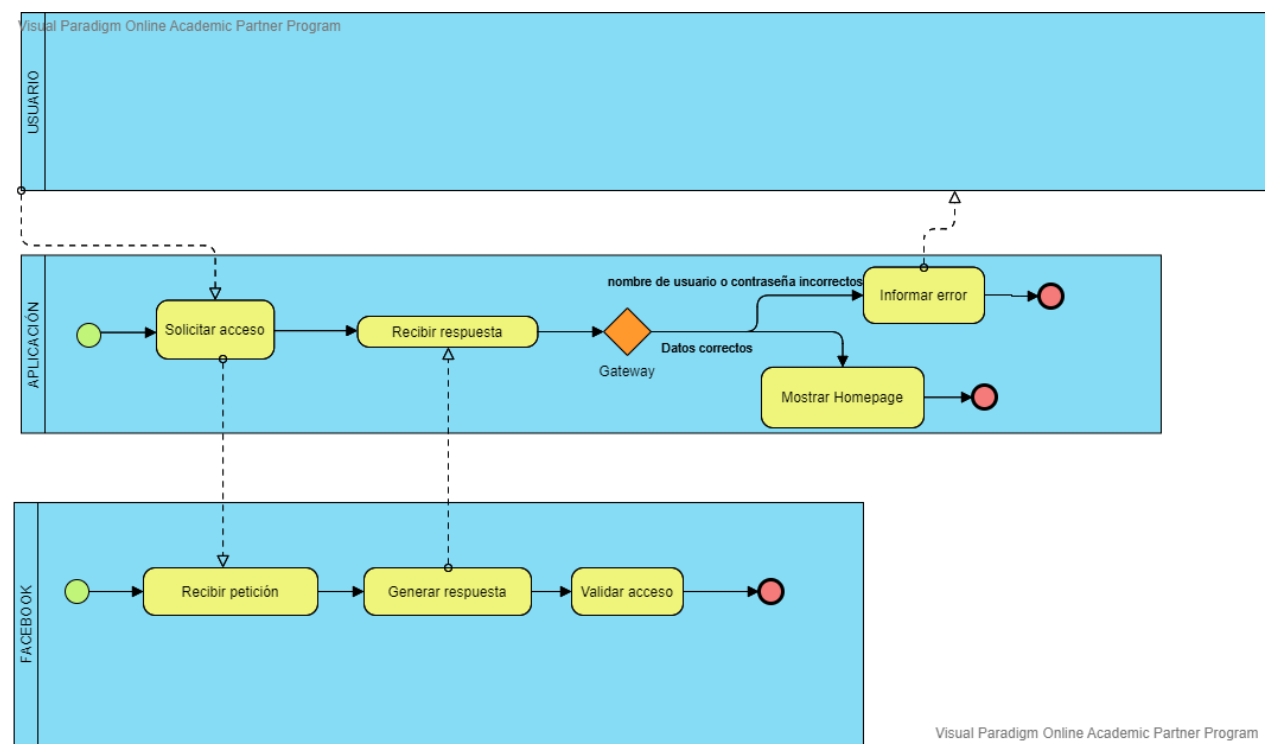 Visual Paradigm Online Academic Partner Program
USUARIO
APLICACIÓN
nombre de usuario o contraseña incorrectos
Informar error
Solicitar acceso
Recibir respuesta
Datos correctos
Gateway
Mostrar Homepage
FACEBOOK
Recibir petición
Generar respuesta
Validar acceso
Visual Paradigm Online Academic Partner Program